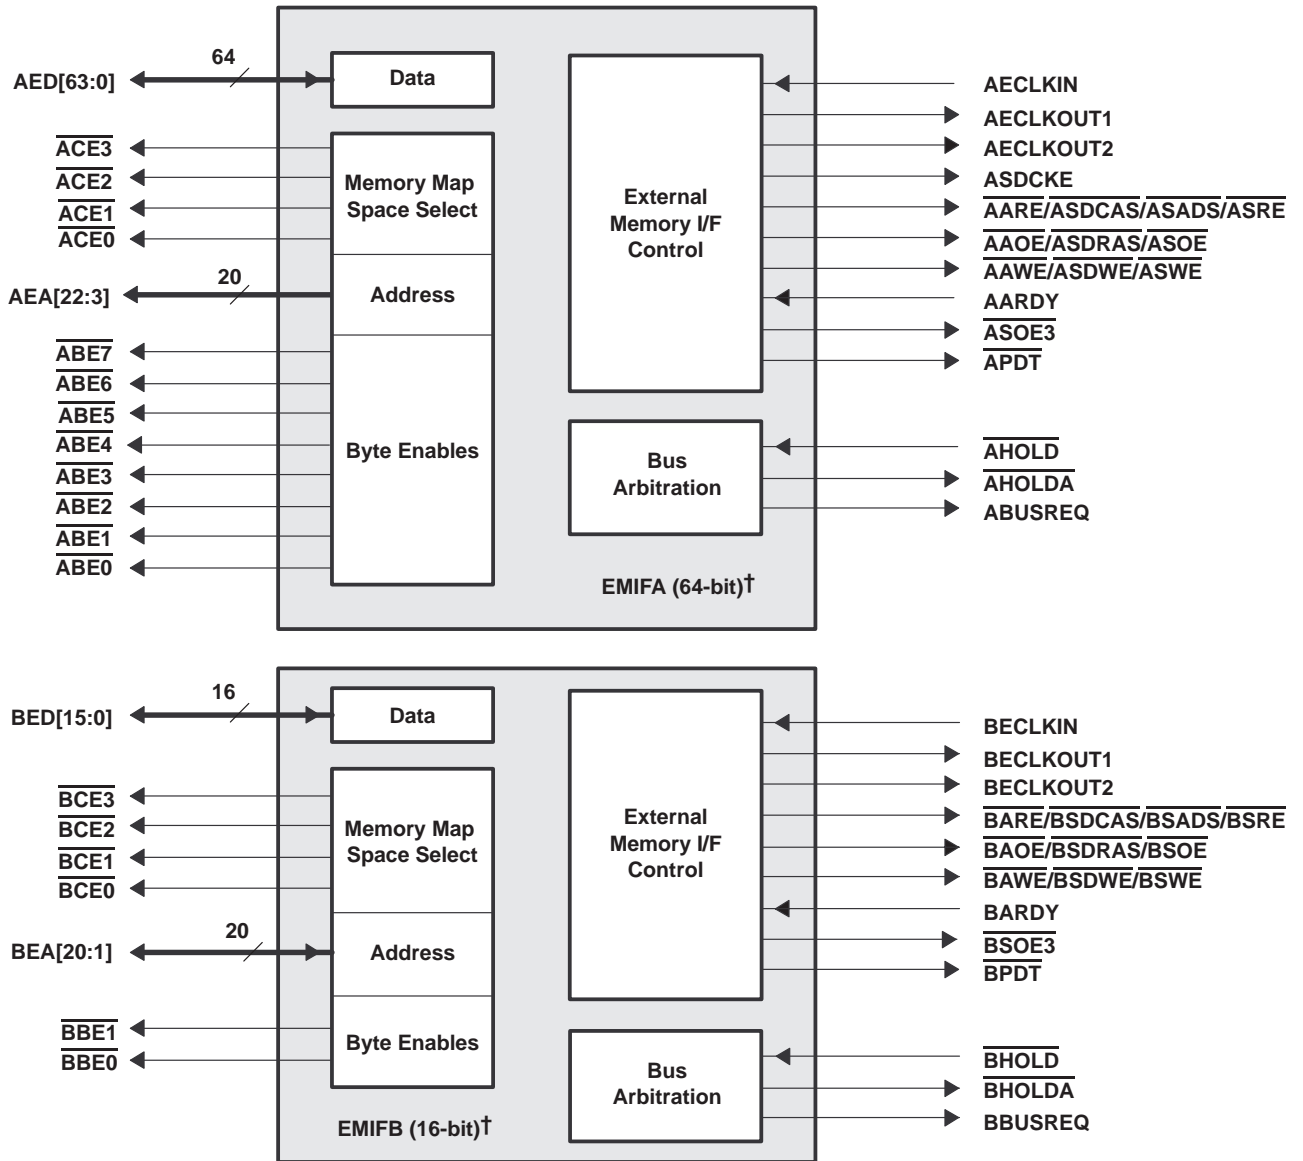 64
AED[63:0]
Data
ACE3
ACE2
ACE1
ACE0
Memory Map
Space Select
20
AEA[22:3]
Address
ABE7
ABE6
ABE5
ABE4
ABE3
ABE2
ABE1
ABE0
Byte Enables
External
Memory I/F
Control
AECLKIN
AECLKOUT1
AECLKOUT2
ASDCKE
AARE/ASDCAS/ASADS/ASRE
AAOE/ASDRAS/ASOE
AAWE/ASDWE/ASWE
AARDY
ASOE3
APDT
Bus
Arbitration
AHOLD
AHOLDA
ABUSREQ
EMIFA (64-bit)†
16
BED[15:0]
Data
BCE3
BCE2
BCE1
BCE0
Memory Map
Space Select
20
BEA[20:1]
Address
BBE1
BBE0
Byte Enables
External
Memory I/F
Control
BECLKIN
BECLKOUT1
BECLKOUT2
BARE/BSDCAS/BSADS/BSRE
BAOE/BSDRAS/BSOE
BAWE/BSDWE/BSWE
BARDY
BSOE3
BPDT
Bus
Arbitration
BHOLD
BHOLDA
BBUSREQ
EMIFB (16-bit)†